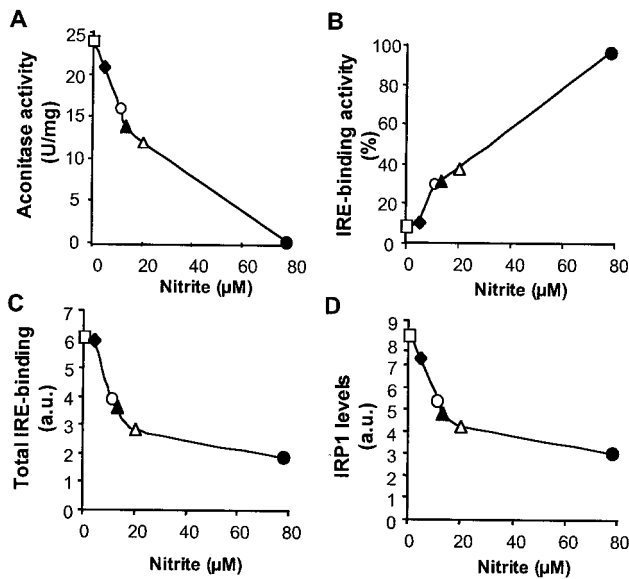 A
Aconitase activity
(U/mg)
25
20
15
10
5
0
0 20 40 60 80
Nitrite (µM)
B
IRE-binding activity
(%)
100
80
60
40
20
0
0 20 40 60 80
Nitrite (µM)
C
Total IRE-binding
(a.u.)
7
6
5
4
3
2
1
0
0 20 40 60 80
Nitrite (µM)
D
IRP1 levels
(a.u.)
9
8
7
6
5
4
3
2
1
0
0 20 40 60 80
Nitrite (µM)